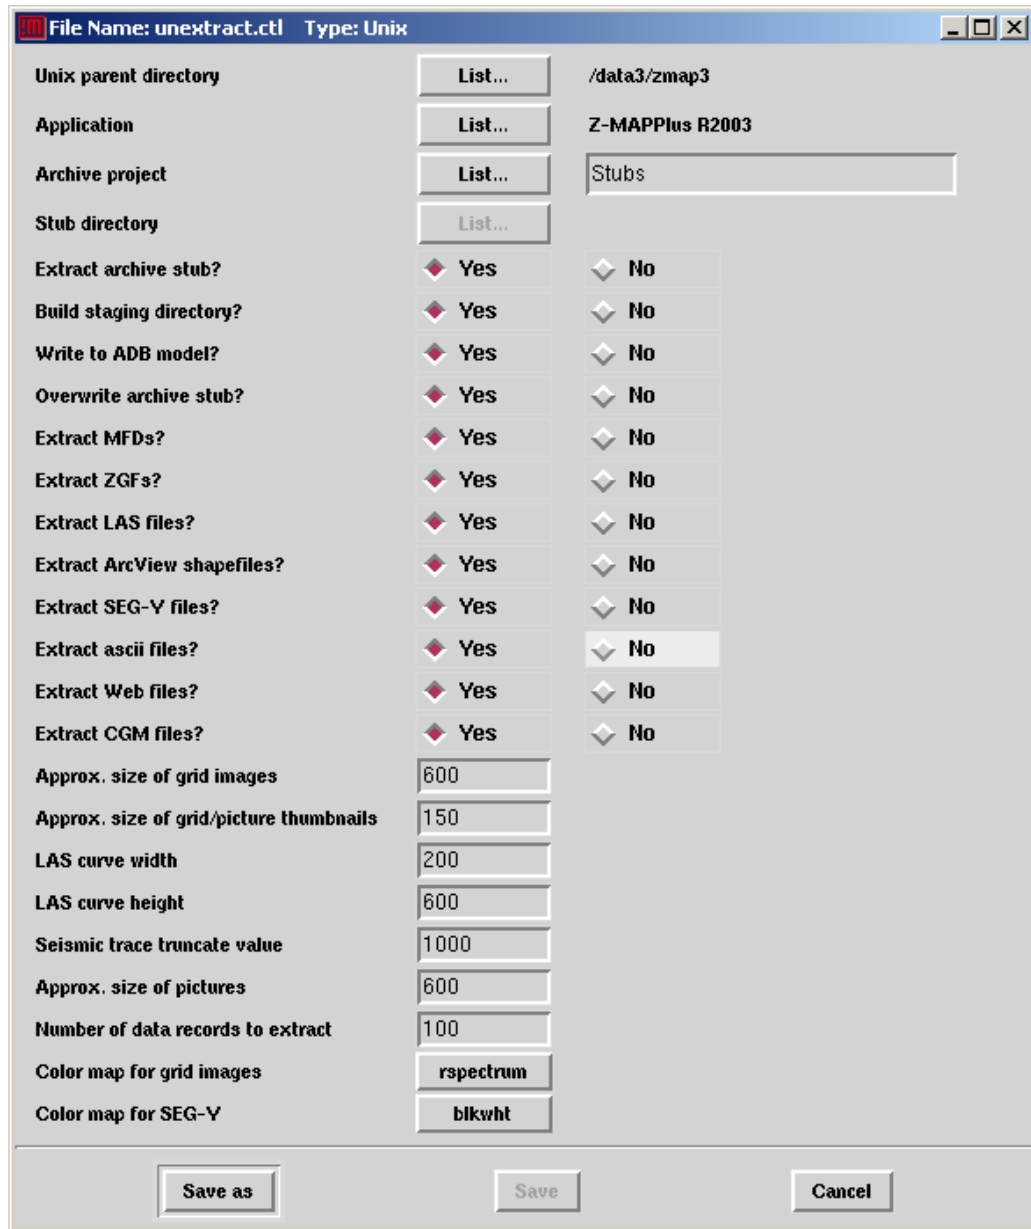 File Name: unextract.ctl Type: Unix
Unix parent directory List... /data3/zmap3
Application List... Z-MAPPlus R2003
Archive project List... Stubs
Stub directory List...
Extract archive stub? Yes No
Build staging directory? Yes No
Write to ADB model? Yes No
Overwrite archive stub? Yes No
Extract MFDs? Yes No
Extract ZGFs? Yes No
Extract LAS files? Yes No
Extract ArcView shapefiles? Yes No
Extract SEG-Y files? Yes No
Extract ascii files? Yes No
Extract Web files? Yes No
Extract CGM files? Yes No
Approx. size of grid images 600
Approx. size of grid/picture thumbnails 150
LAS curve width 200
LAS curve height 600
Seismic trace truncate value 1000
Approx. size of pictures 600
Number of data records to extract 100
Color map for grid images rspectrum
Color map for SEG-Y blkwht
Save as Save Cancel